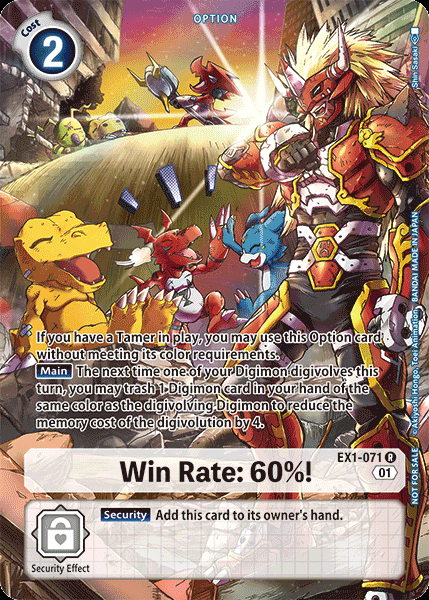 OPTION
Cost
2
Shin Sasaki
If you have a Tamer in play, you may use this Option card
without meeting its color requirements.
Main The next time one of your Digimon digivolves this
turn, you may trash 1 Digimon card in your hand of the
same color as the digivolving Digimon to reduce the
memory cost of the digivolution by 4.
©Akiyoshi Hongo, Toei Animation BANDAI MADE IN JAPAN
NOT FOR SALE
EX1-071 R
01
Win Rate: 60%!
Security Add this card to its owner's hand.
Security Effect